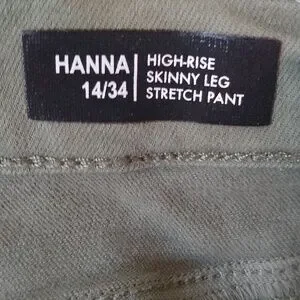 HANNA
14/34
HIGH-RISE
SKINNY LEG
STRETCH PANT